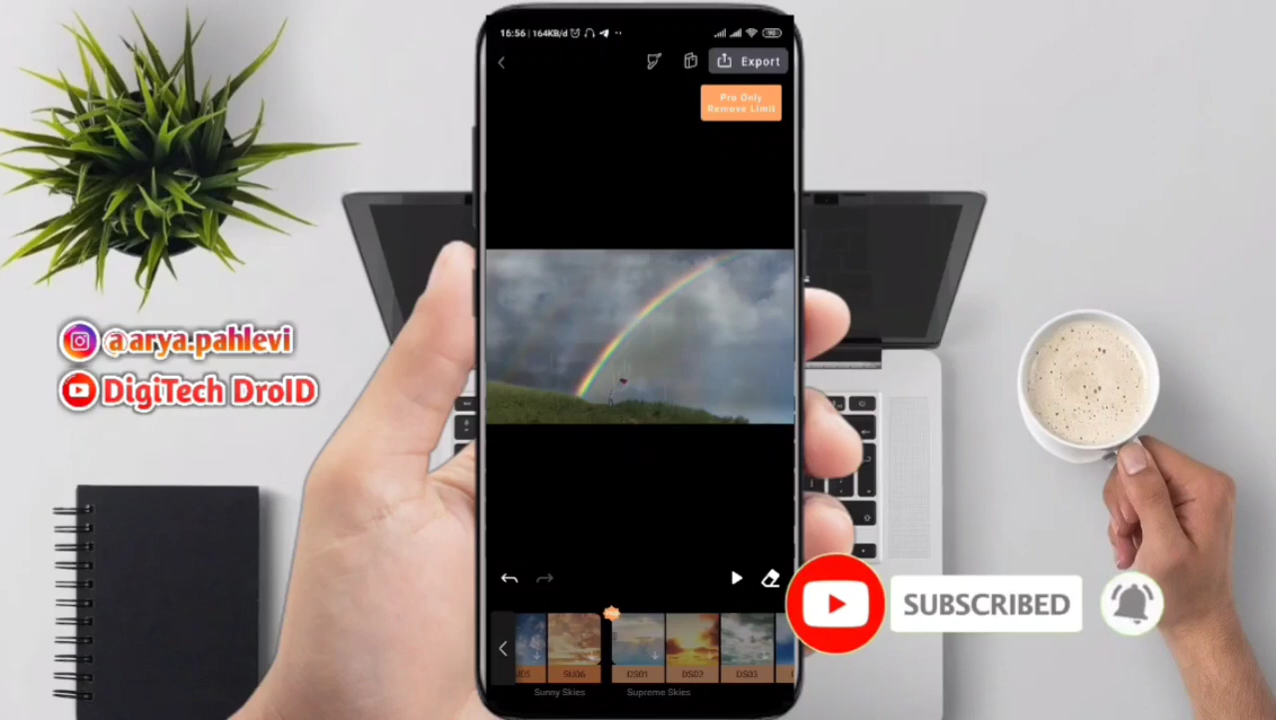 16:56 | 164KB/d
Export
Pro Only
Remove Limit
@arya.pahlevi
DigiTech DroID
SUBSCRIBED
SU06
DS01
DS02
DS03
Sunny Skies
Supreme Skies